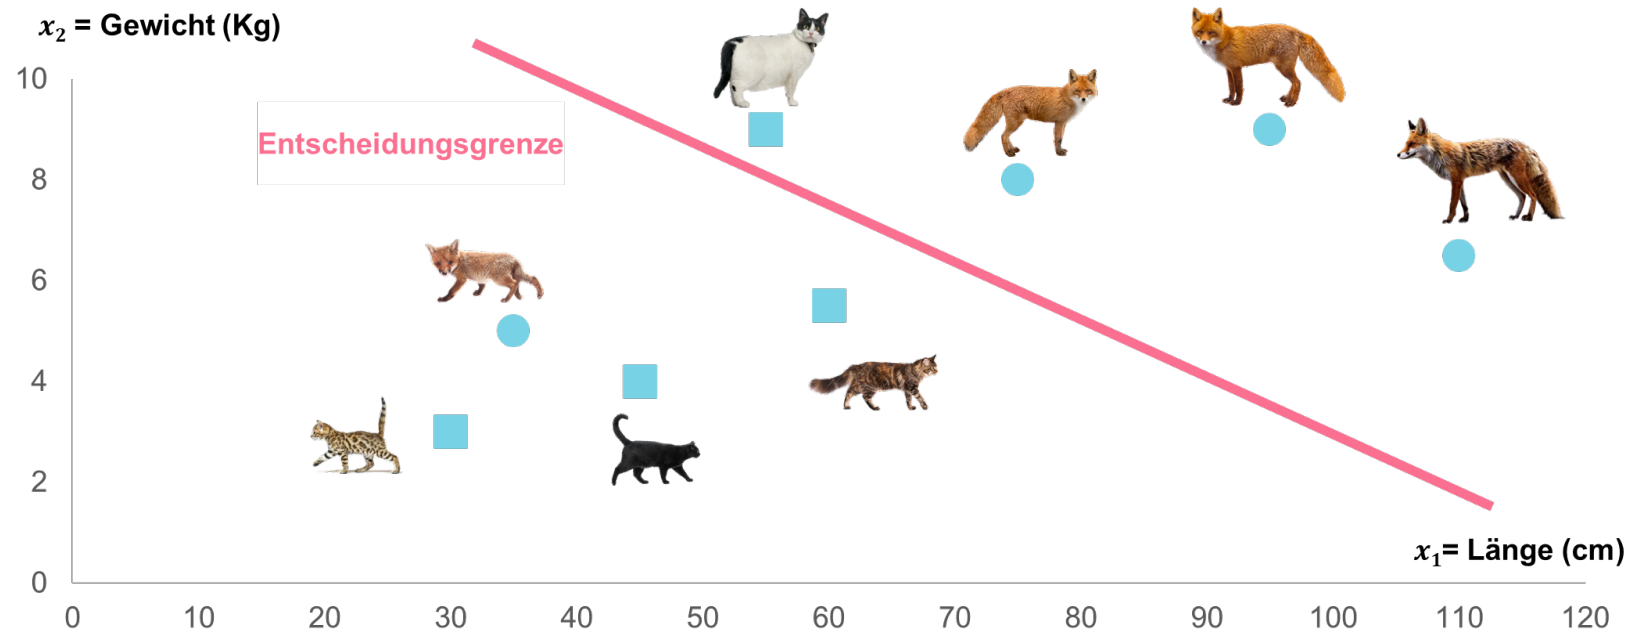 x₂ = Gewicht (Kg)
10
Entscheidungsgrenze
8
6
4
2
x₁= Länge (cm)
0
0 10 20 30 40 50 60 70 80 90 100 110 120